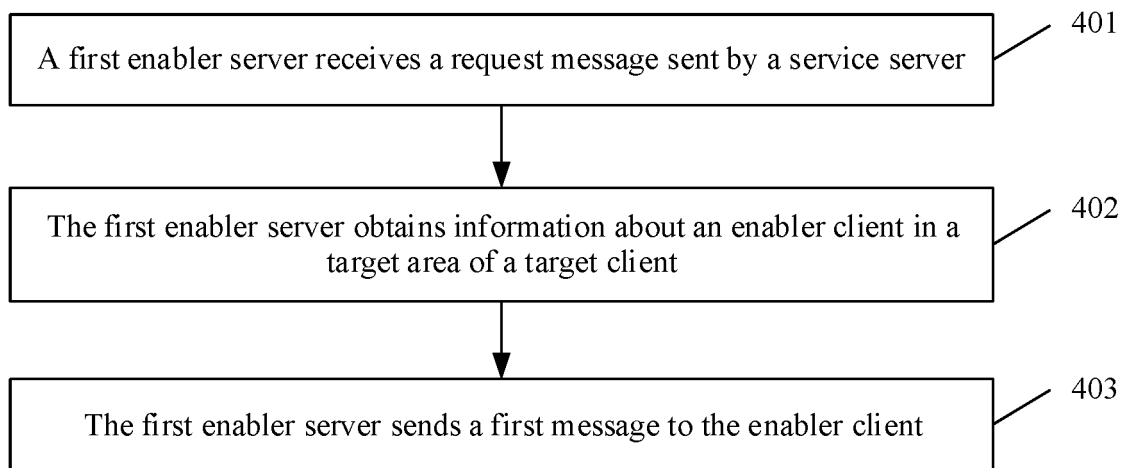 A first enabler server receives a request message sent by a service server
401
The first enabler server obtains information about an enabler client in a
target area of a target client
402
The first enabler server sends a first message to the enabler client
403